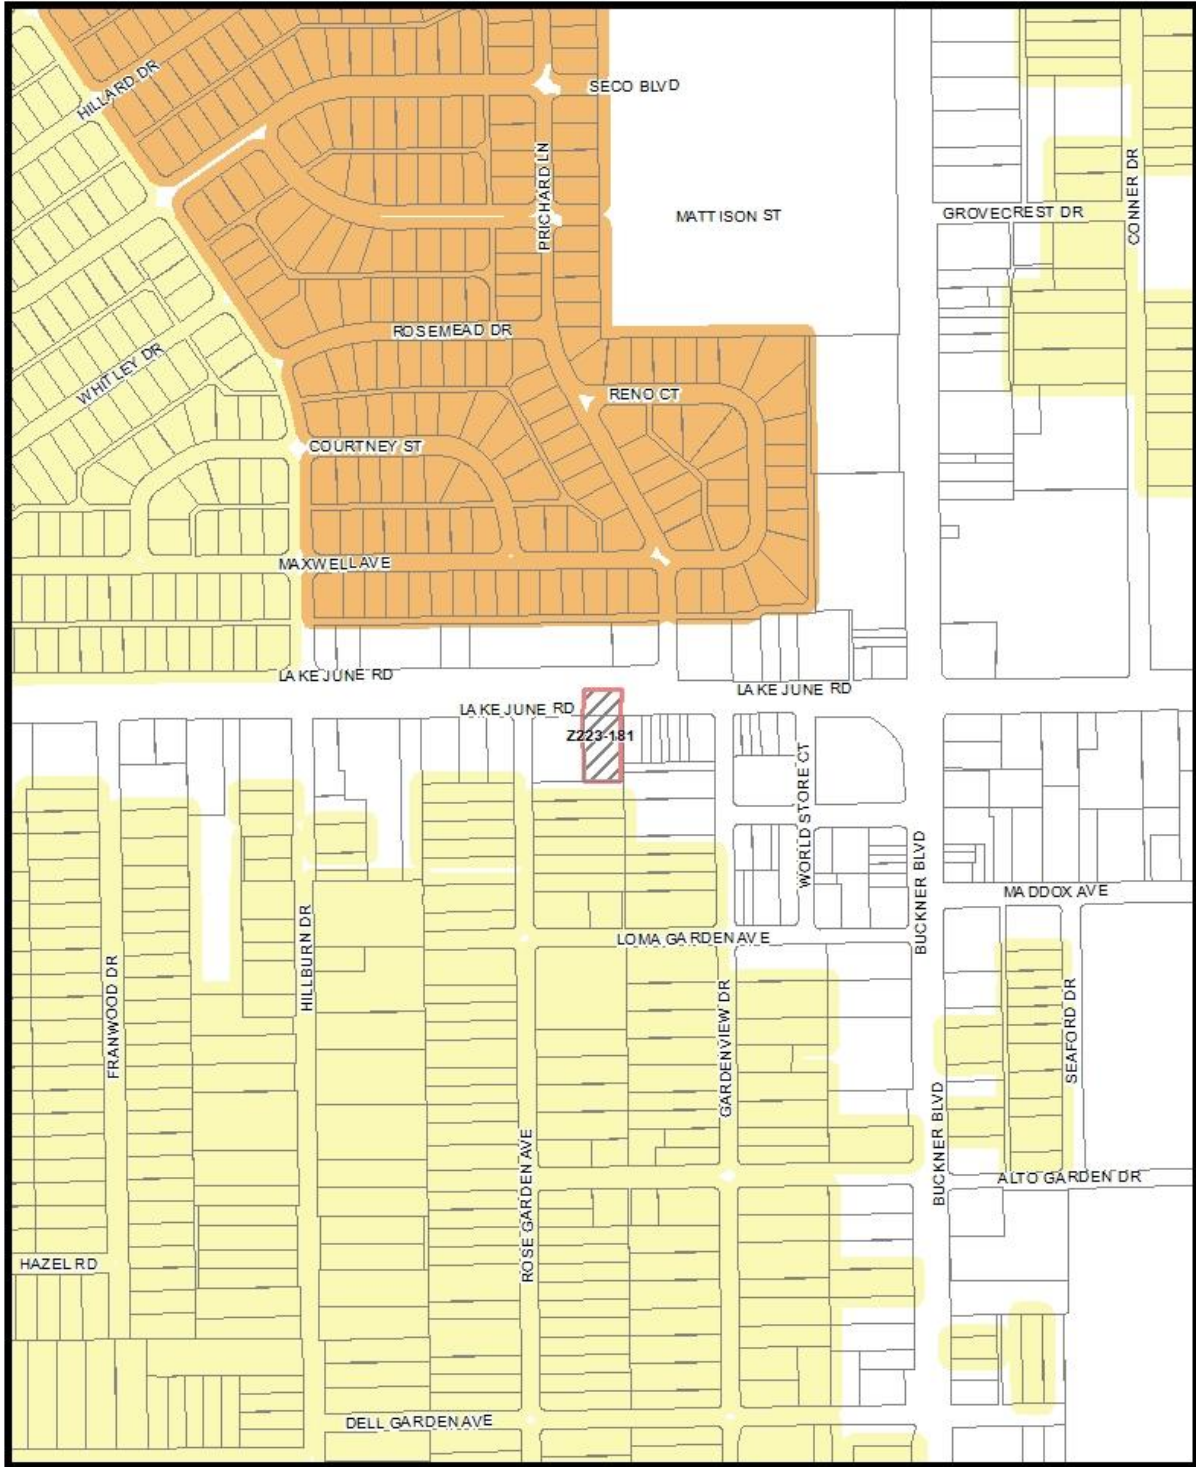 HILLARD DR
SECO BLVD
PRICHARD LN
MATTISON ST
GROVECREST DR
CONNER DR
ROSEMEAD DR
WHITLEY DR
RENO CT
COURTNEY ST
MAXWELL AVE
LAKE JUNE RD
LAKE JUNE RD
LAKE JUNE RD
Z223-181
WORLD STORE CT
BUCKNER BLVD
MADDOX AVE
LOMA GARDEN AVE
HILLBURN DR
FRANWOOD DR
GARDENVIEW DR
SEAFORD DR
BUCKNER BLVD
ROSE GARDEN AVE
ALTO GARDEN DR
HAZEL RD
DELL GARDEN AVE